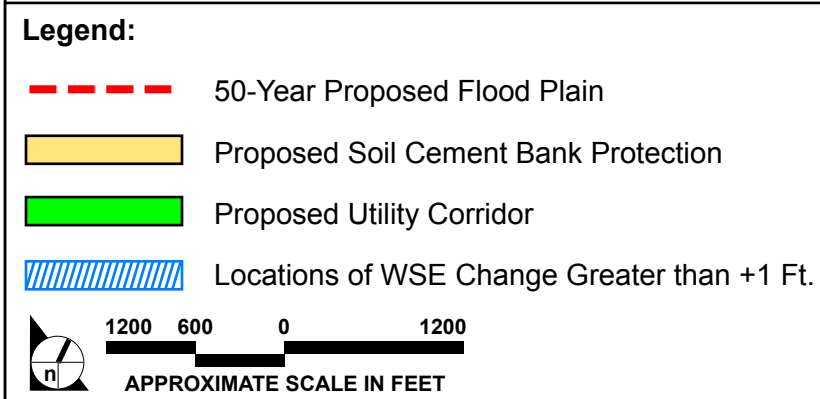 Legend:
50-Year Proposed Flood Plain
Proposed Soil Cement Bank Protection
Proposed Utility Corridor
Locations of WSE Change Greater than +1 Ft.
1200 600 0 1200
n
APPROXIMATE SCALE IN FEET